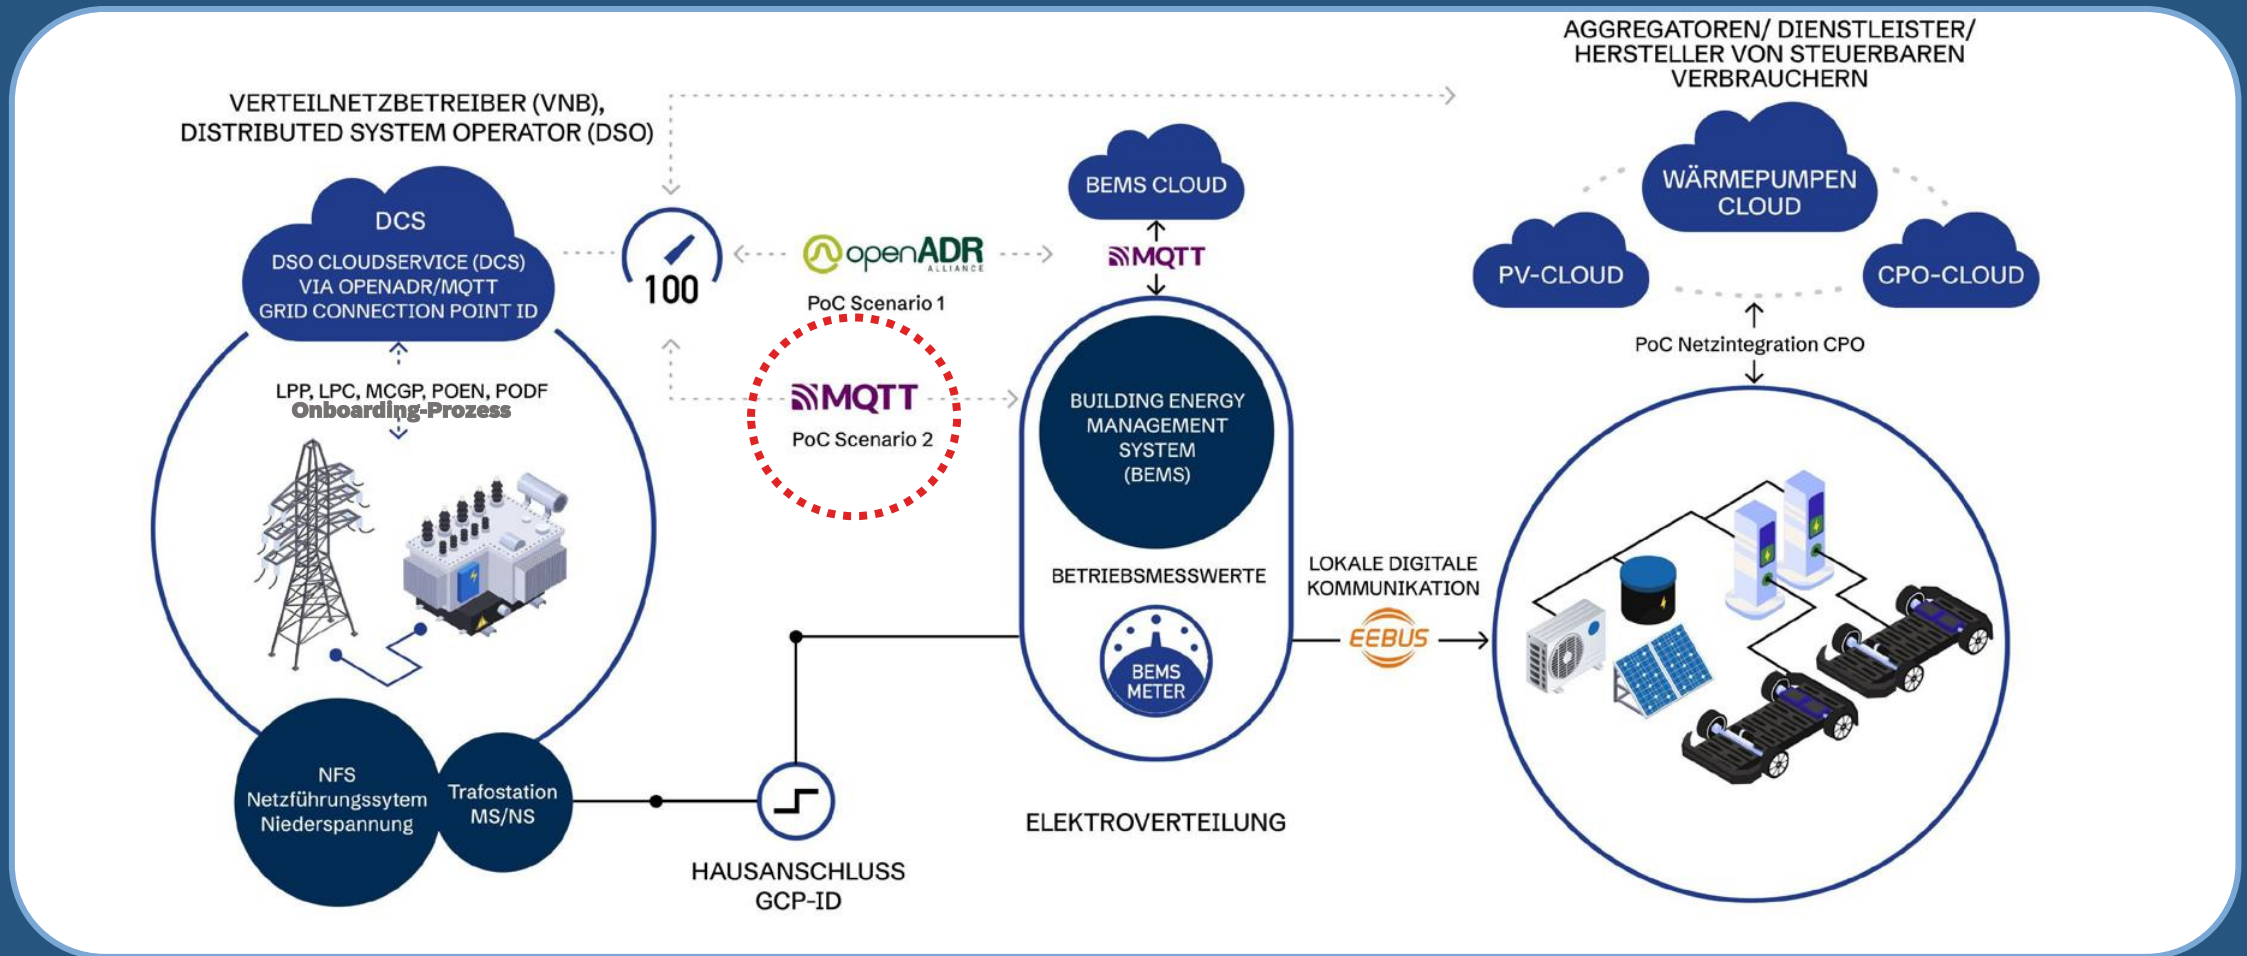 AGGREGATOREN/ DIENSTLEISTER/
HERSTELLER VON STEUERBAREN
VERBRAUCHERN
VERTEILNETZBETREIBER (VNB),
DISTRIBUTED SYSTEM OPERATOR (DSO)
DCS
DSO CLOUDSERVICE (DCS)
VIA OPENADR/MQTT
GRID CONNECTION POINT ID
LPP, LPC, MCGP, POEN, PODF
Onboarding-Prozess
NFS
Netzführungssytem
Niederspannung
Trafostation
MS/NS
100
openADR
ALLIANCE
PoC Scenario 1
MQTT
PoC Scenario 2
HAUSANSCHLUSS
GCP-ID
BEMS CLOUD
MQTT
BUILDING ENERGY
MANAGEMENT
SYSTEM
(BEMS)
BETRIEBSMESSWERTE
BEMS
METER
ELEKTROVERTEILUNG
LOKALE DIGITALE
KOMMUNIKATION
EEBUS
WÄRMEPUMPEN
CLOUD
PV-CLOUD
CPO-CLOUD
PoC Netzintegration CPO